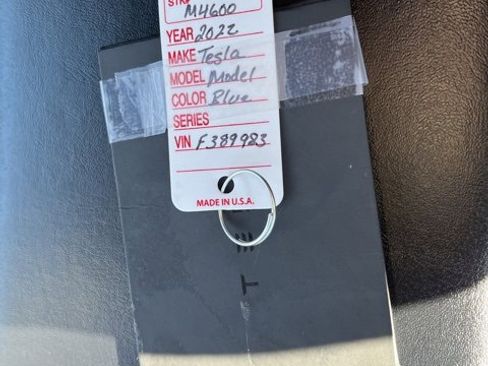 STK# M4600
YEAR 2022
MAKE Tesla
MODEL Model
COLOR Blue
SERIES
VIN F389983
MADE IN U.S.A.